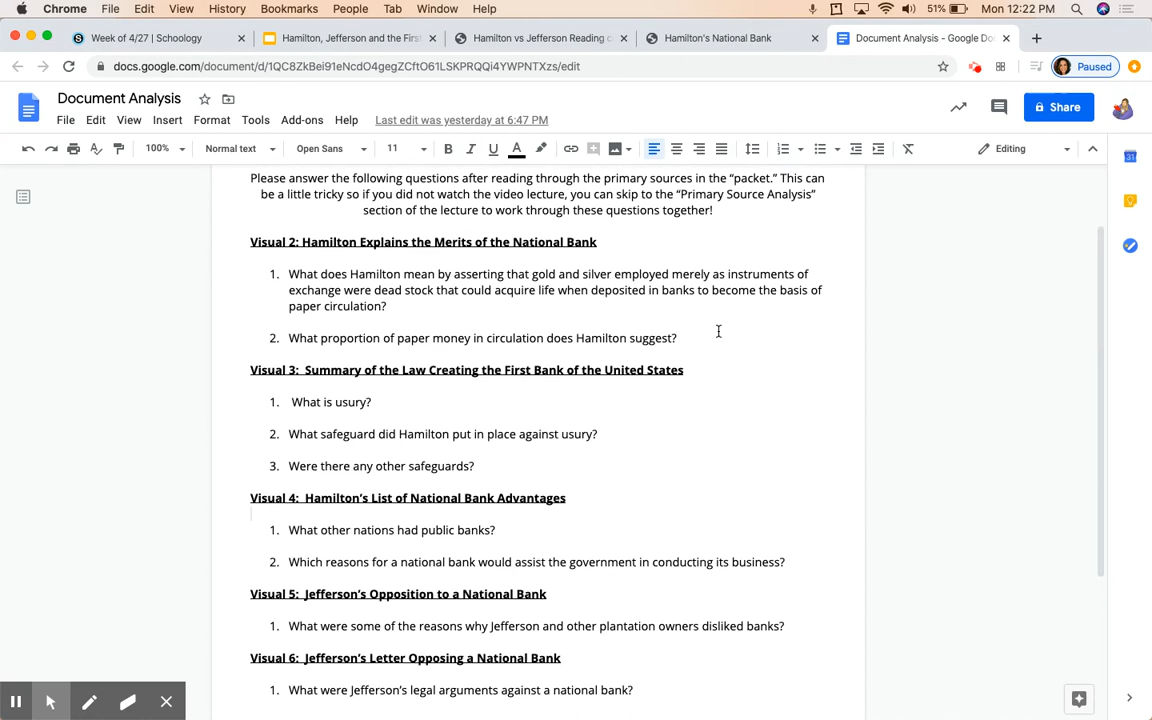 Chrome File Edit View History Bookmarks People Tab Window Help 51% Mon 12:22 PM
Week of 4/27 | Schoology Hamilton, Jefferson and the First Hamilton vs Jefferson Reading c Hamilton's National Bank Document Analysis - Google Do
docs.google.com/document/d/1QC8ZkBei91eNcdO4gegZCftO61LSKPRQQi4YWPNTXzs/edit Paused
Document Analysis
File Edit View Insert Format Tools Add-ons Help Last edit was yesterday at 6:47 PM Share
100% Normal text Open Sans 11 B I U A Editing
Please answer the following questions after reading through the primary sources in the “packet.” This can
be a little tricky so if you did not watch the video lecture, you can skip to the “Primary Source Analysis”
section of the lecture to work through these questions together!
Visual 2: Hamilton Explains the Merits of the National Bank
1. What does Hamilton mean by asserting that gold and silver employed merely as instruments of
exchange were dead stock that could acquire life when deposited in banks to become the basis of
paper circulation?
2. What proportion of paper money in circulation does Hamilton suggest?
Visual 3: Summary of the Law Creating the First Bank of the United States
1. What is usury?
2. What safeguard did Hamilton put in place against usury?
3. Were there any other safeguards?
Visual 4: Hamilton’s List of National Bank Advantages
1. What other nations had public banks?
2. Which reasons for a national bank would assist the government in conducting its business?
Visual 5: Jefferson’s Opposition to a National Bank
1. What were some of the reasons why Jefferson and other plantation owners disliked banks?
Visual 6: Jefferson’s Letter Opposing a National Bank
1. What were Jefferson’s legal arguments against a national bank?
31